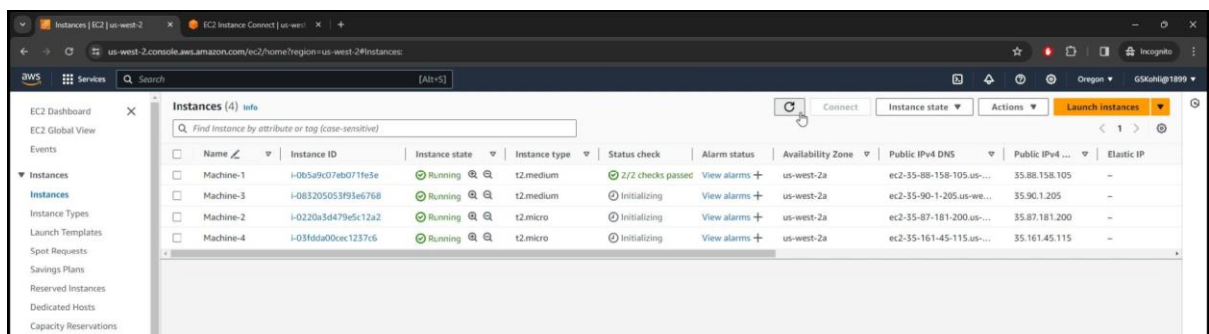 Instances | EC2 | us-west-2
EC2 Instance Connect | us-west
us-west-2.console.aws.amazon.com/ec2/home?region=us-west-2#Instances:
Incognito
aws Services Search [Alt+S] Oregon GSKohli@1899
EC2 Dashboard
EC2 Global View
Events
Instances
Instances
Instance Types
Launch Templates
Spot Requests
Savings Plans
Reserved Instances
Dedicated Hosts
Capacity Reservations
Instances (4) Info
Connect Instance state Actions Launch instances
Find Instance by attribute or tag (case-sensitive) 1
Name Instance ID Instance state Instance type Status check Alarm status Availability Zone Public IPv4 DNS Public IPv4 ... Elastic IP
Machine-1 i-0b5a9c07eb071fe3e Running t2.medium 2/2 checks passed View alarms + us-west-2a ec2-35-88-158-105.us-... 35.88.158.105 –
Machine-3 i-083205053f93e6768 Running t2.medium Initializing View alarms + us-west-2a ec2-35-90-1-205.us-we... 35.90.1.205 –
Machine-2 i-0220a3d479e5c12a2 Running t2.micro Initializing View alarms + us-west-2a ec2-35-87-181-200.us-... 35.87.181.200 –
Machine-4 i-03fdda00cec1237c6 Running t2.micro Initializing View alarms + us-west-2a ec2-35-161-45-115.us-... 35.161.45.115 –